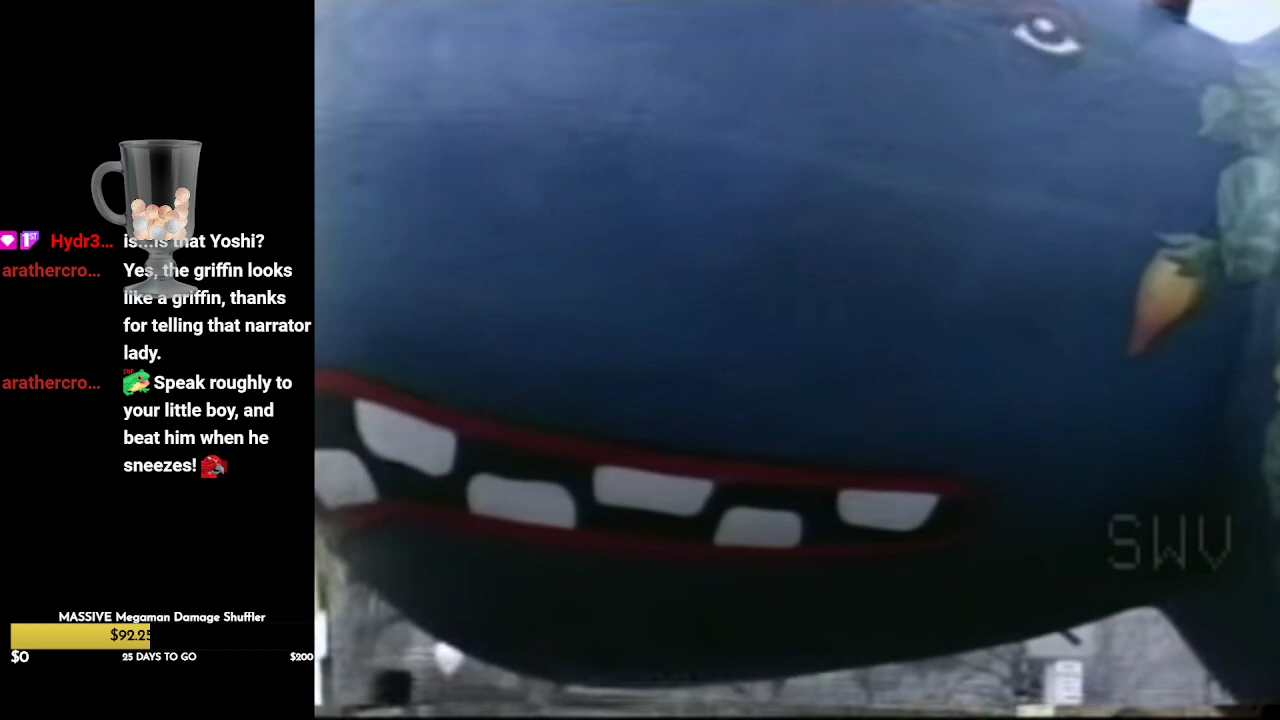 1ST Hydr3... is...is that Yoshi?
arathercro... Yes, the griffin looks
like a griffin, thanks
for telling that narrator
lady.
arathercro... Speak roughly to
your little boy, and
beat him when he
sneezes!
SWV
MASSIVE Megaman Damage Shuffler
$92.25
$0 25 DAYS TO GO $200